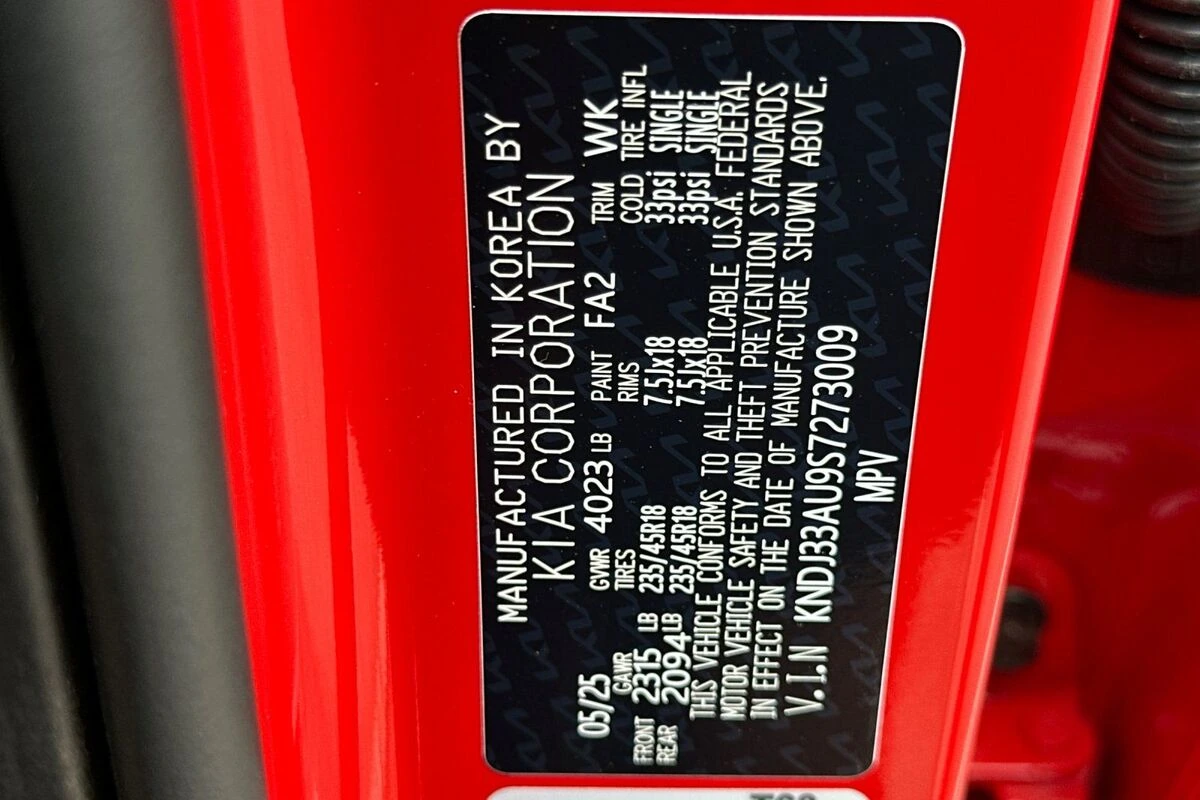 MANUFACTURED IN KOREA BY
KIA CORPORATION
05/25 GVWR 4023 LB PAINT FA2 TRIM WK
GAWR TIRES RIMS COLD TIRE INFL
FRONT 2315 LB 235/45R18 7.5Jx18 33psi SINGLE
REAR 2094 LB 235/45R18 7.5Jx18 33psi SINGLE
THIS VEHICLE CONFORMS TO ALL APPLICABLE U.S.A. FEDERAL
MOTOR VEHICLE SAFETY AND THEFT PREVENTION STANDARDS
IN EFFECT ON THE DATE OF MANUFACTURE SHOWN ABOVE.
V.I.N KNDJ33AU9S7273009
MPV